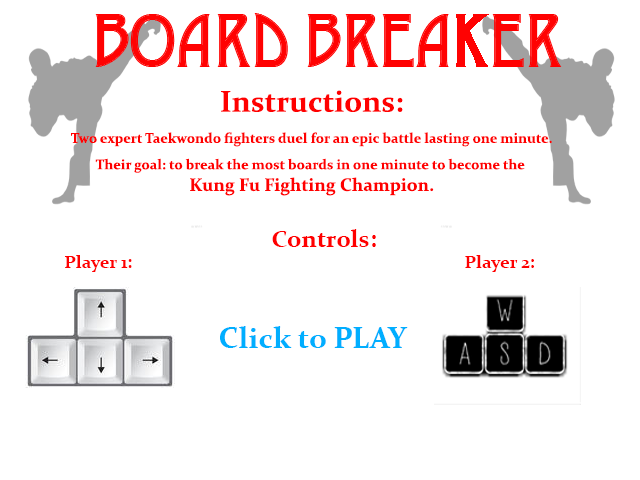 BOARD BREAKER
Instructions:
Two expert Taekwondo fighters duel for an epic battle lasting one minute.
Their goal: to break the most boards in one minute to become the
Kung Fu Fighting Champion.
Controls:
Player 1:
Player 2:
↑
← ↓ →
Click to PLAY
W
A S D